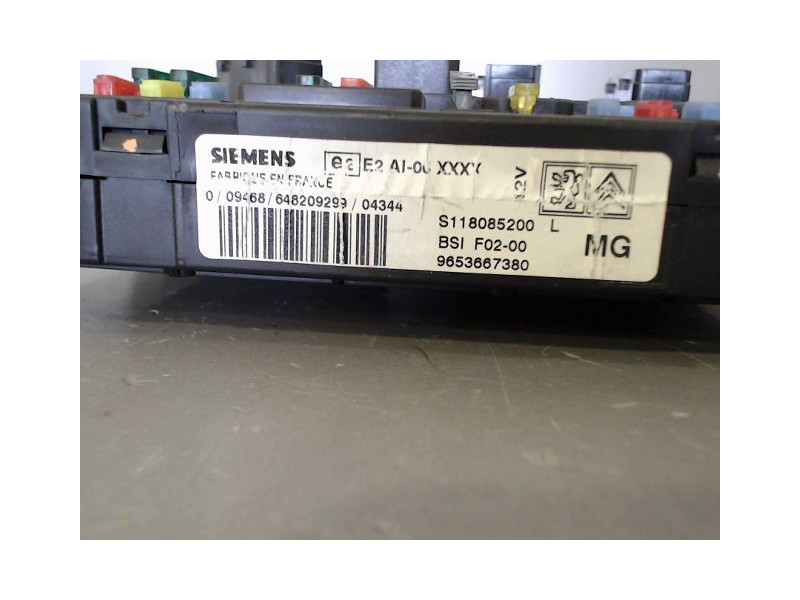 SIEMENS e2 E2 AI-00 XXXX
FABRIQUE EN FRANCE
0 / 09468 / 648209299 / 04344
12V
S118085200 L
BSI F02-00 MG
9653667380